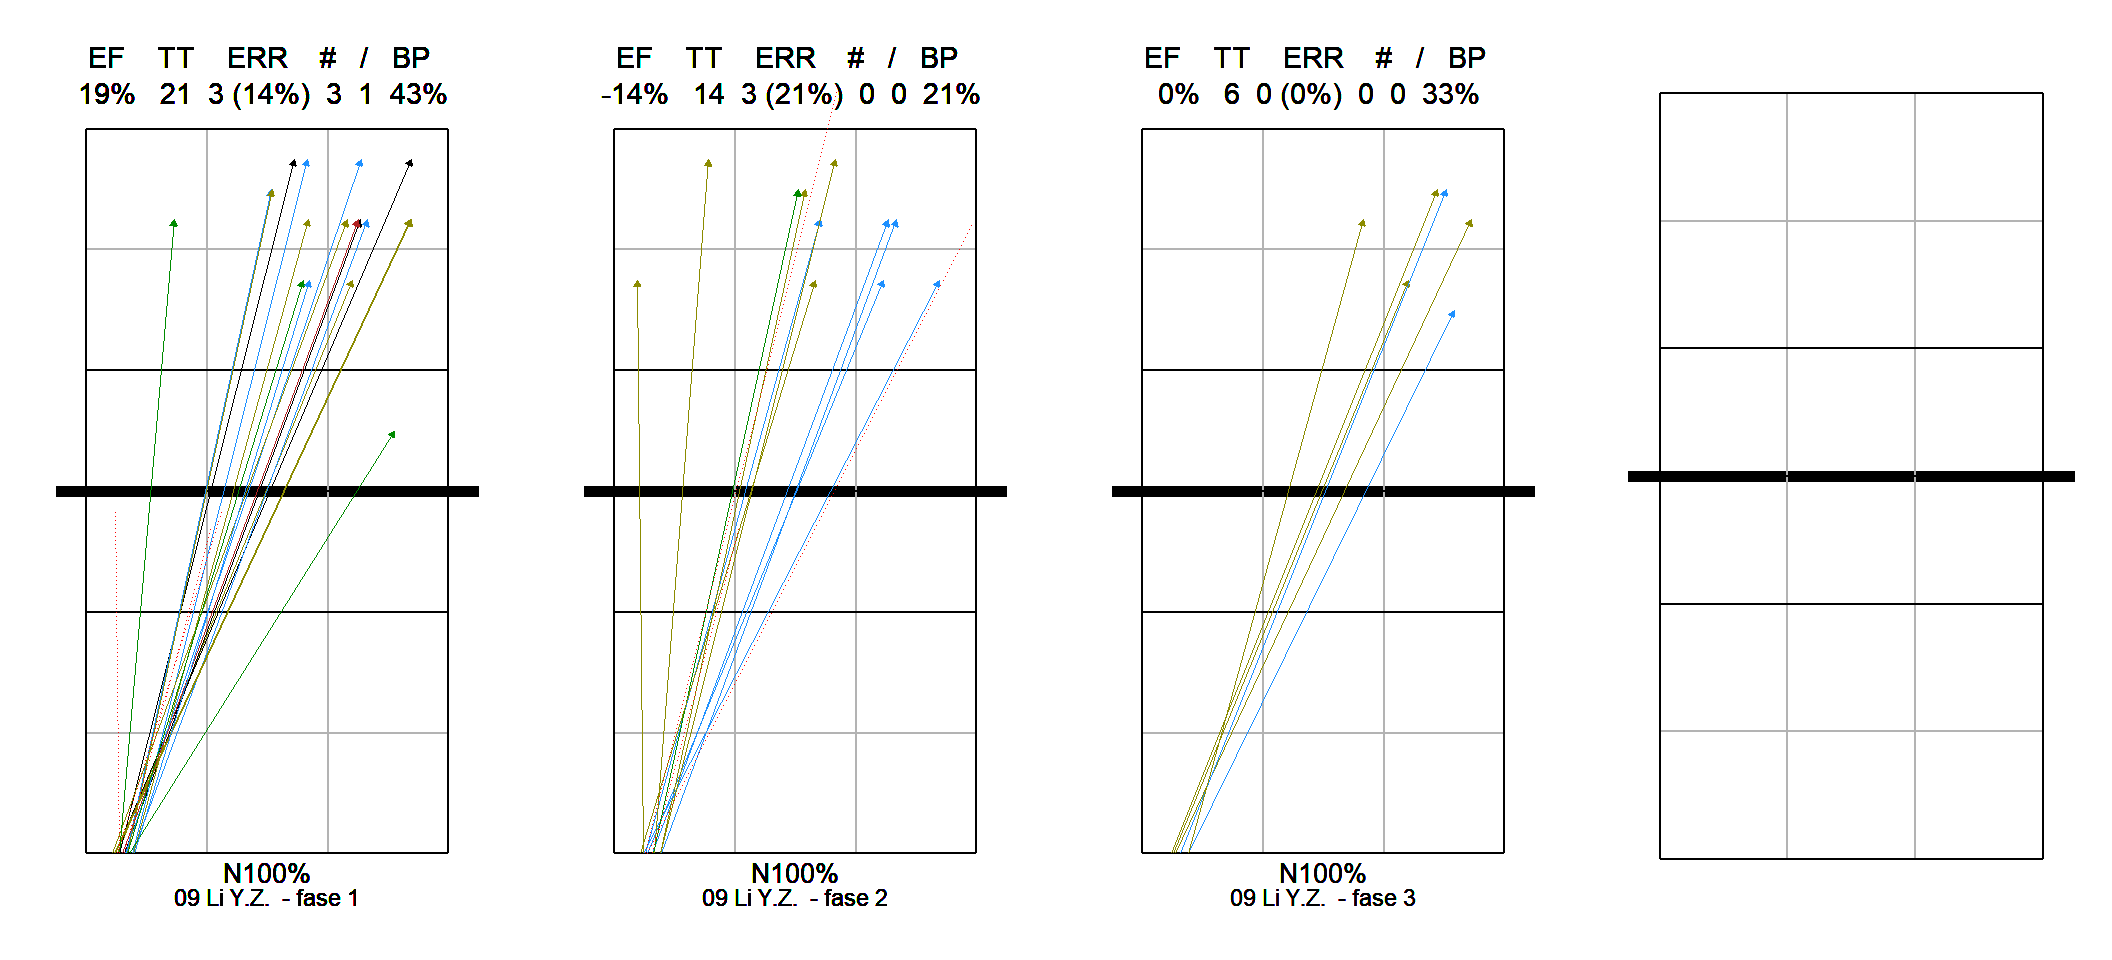 EF TT ERR # / BP
19% 21 3 (14%) 3 1 43%
N100%
09 Li Y.Z. - fase 1
EF TT ERR # / BP
-14% 14 3 (21%) 0 0 21%
N100%
09 Li Y.Z. - fase 2
EF TT ERR # / BP
0% 6 0 (0%) 0 0 33%
N100%
09 Li Y.Z. - fase 3